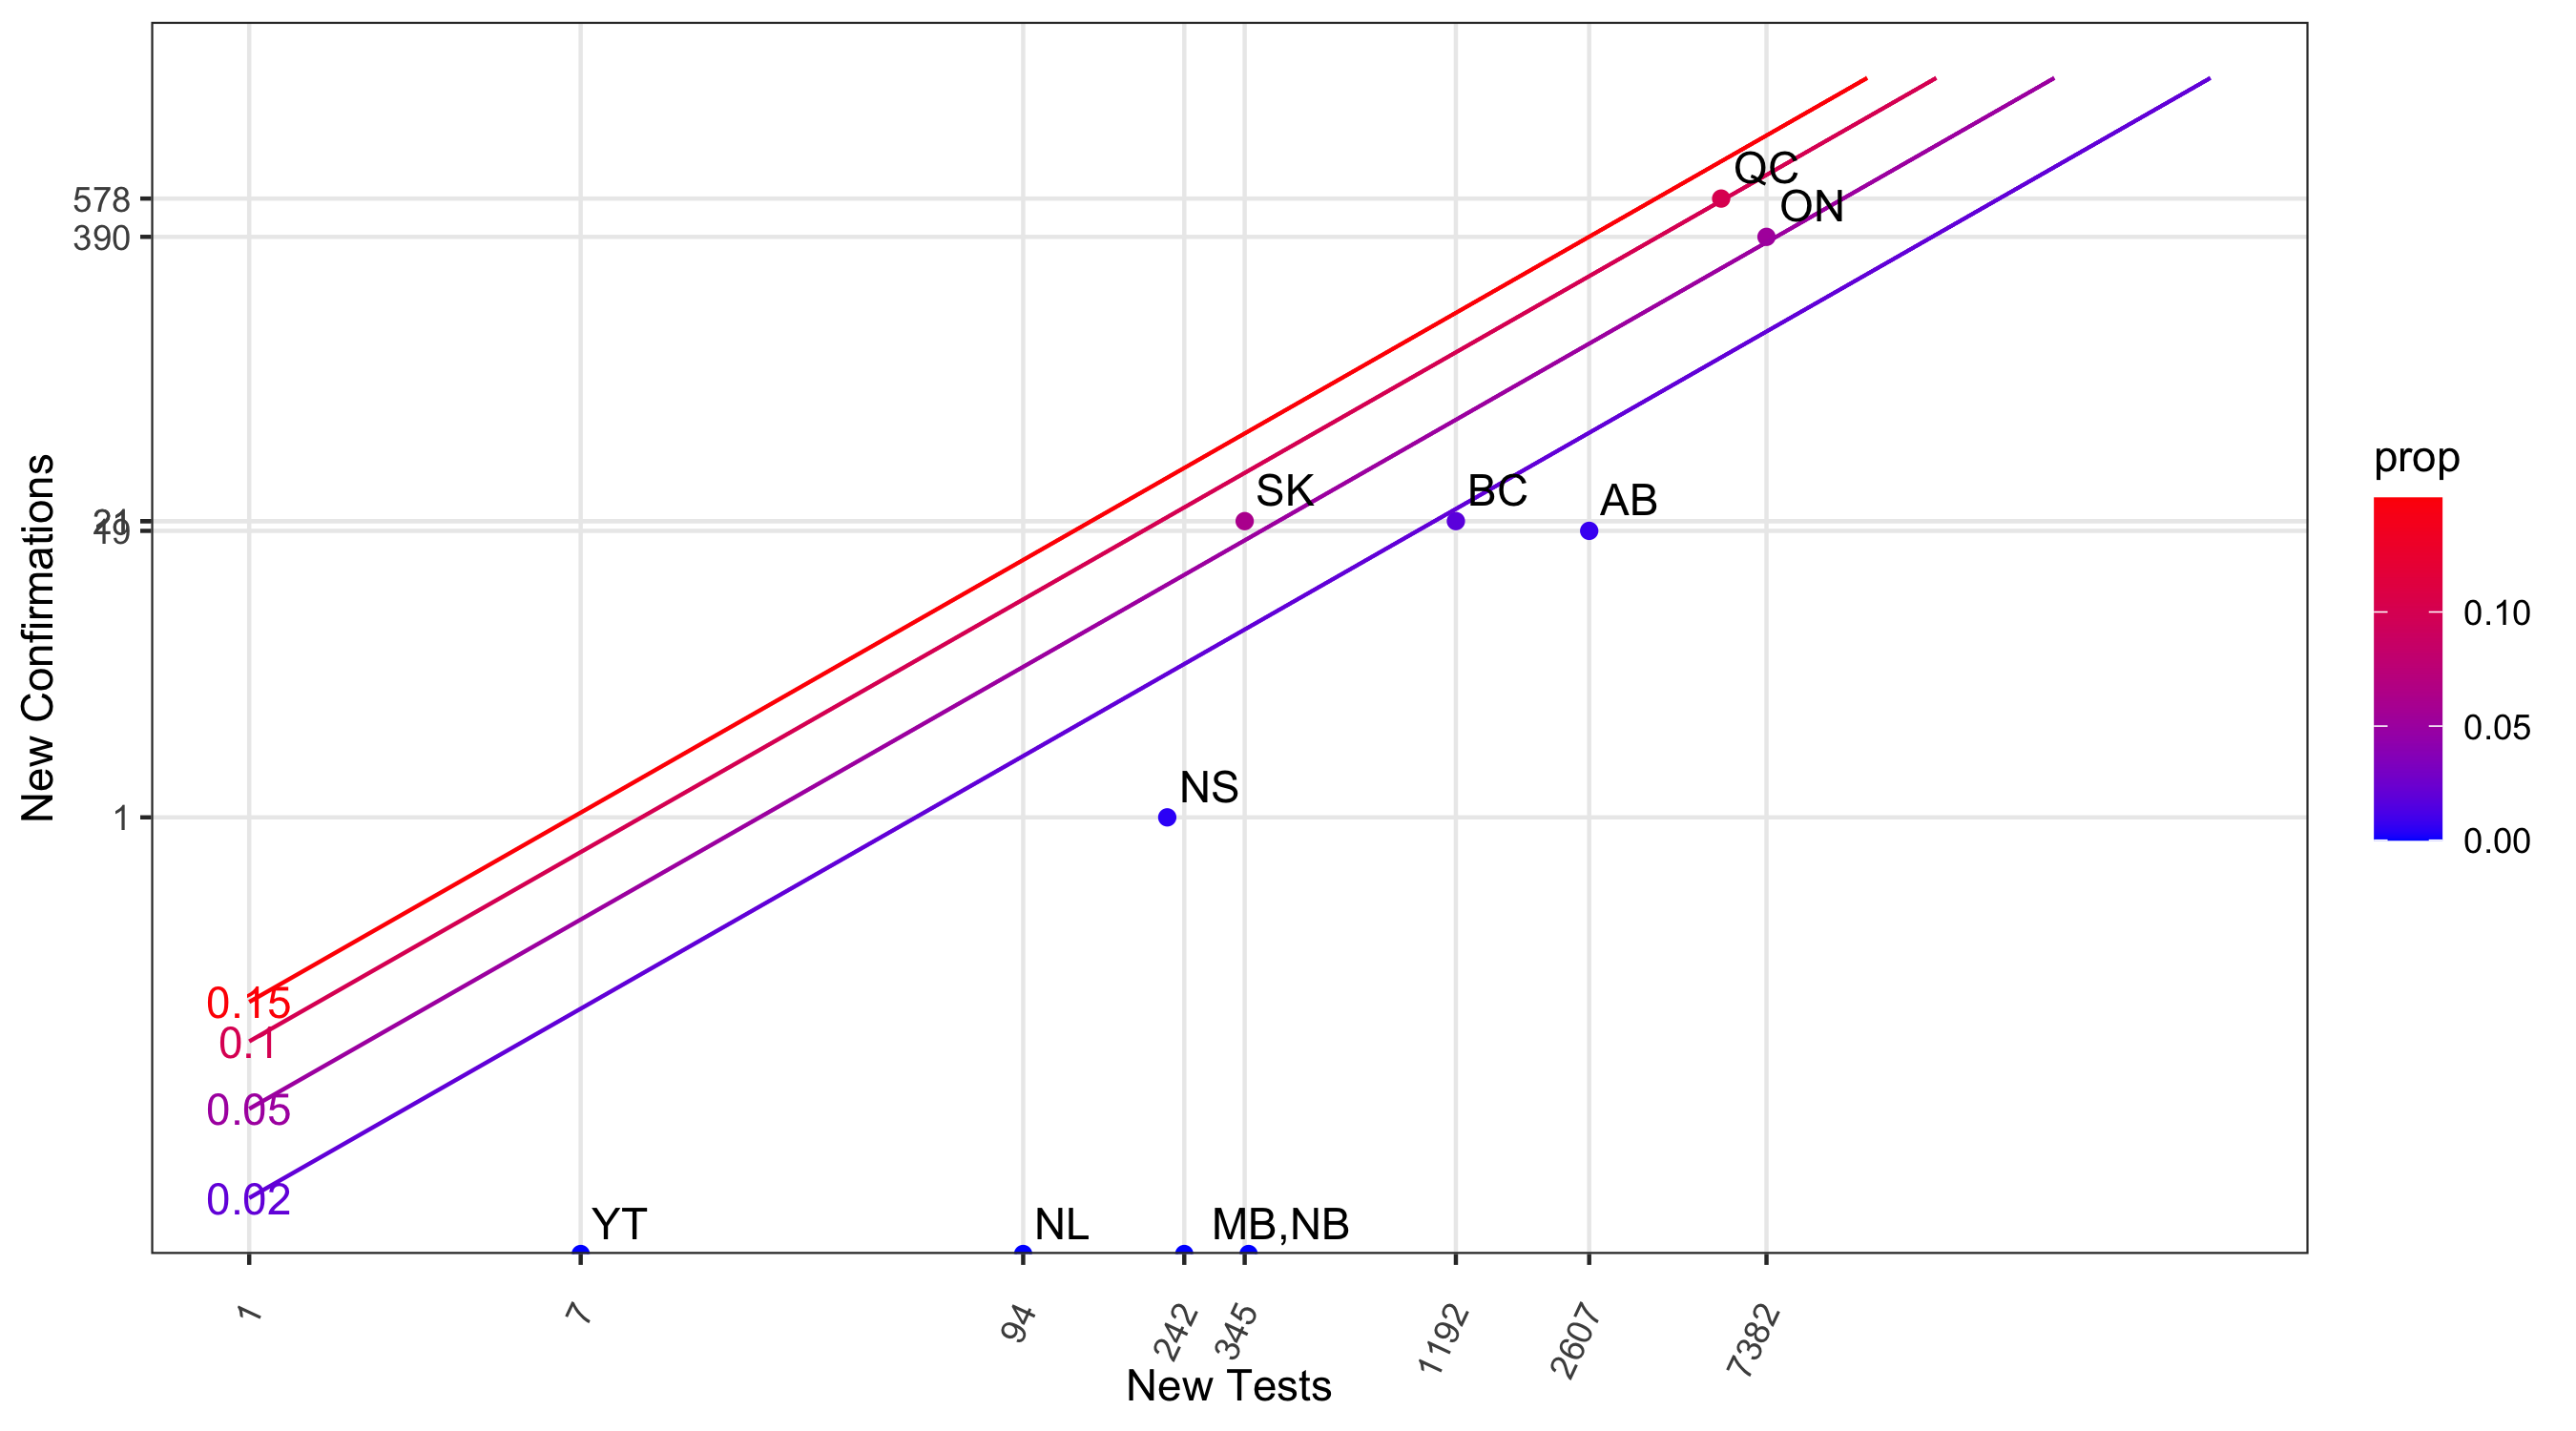 QC
578
390
ON
SK
BC
AB
21
19
New Confirmations
prop
0.10
0.05
0.00
NS
1
0.15
0.1
0.05
0.02
YT
NL
MB,NB
1
7
94
242
345
1192
2607
7382
New Tests